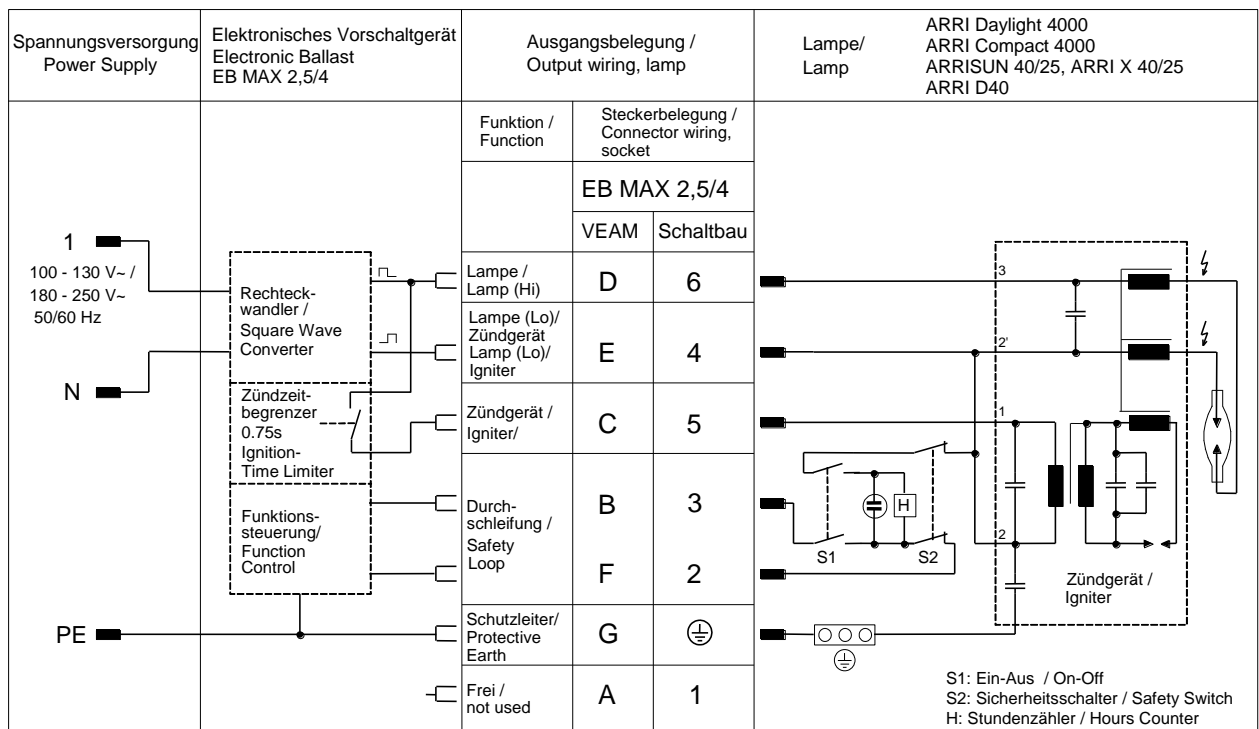 Spannungsversorgung
Power Supply
Elektronisches Vorschaltgerät
Electronic Ballast
EB MAX 2,5/4
Ausgangsbelegung /
Output wiring, lamp
Lampe/
Lamp
ARRI Daylight 4000
ARRI Compact 4000
ARRISUN 40/25, ARRI X 40/25
ARRI D40
Funktion /
Function
Steckerbelegung /
Connector wiring,
socket
EB MAX 2,5/4
VEAM
Schaltbau
1
100 - 130 V~ /
180 - 250 V~
50/60 Hz
N
PE
Rechteck-
wandler /
Square Wave
Converter
Zündzeit-
begrenzer
0.75s
Ignition-
Time Limiter
Funktions-
steuerung/
Function
Control
Lampe /
Lamp (Hi)
D
6
Lampe (Lo)/
Zündgerät
Lamp (Lo)/
Igniter
E
4
Zündgerät /
Igniter/
C
5
Durch-
schleifung /
Safety
Loop
B
3
F
2
Schutzleiter/
Protective
Earth
G
Frei /
not used
A
1
3
2'
1
2
H
S1
S2
Zündgerät /
Igniter
S1: Ein-Aus / On-Off
S2: Sicherheitsschalter / Safety Switch
H: Stundenzähler / Hours Counter